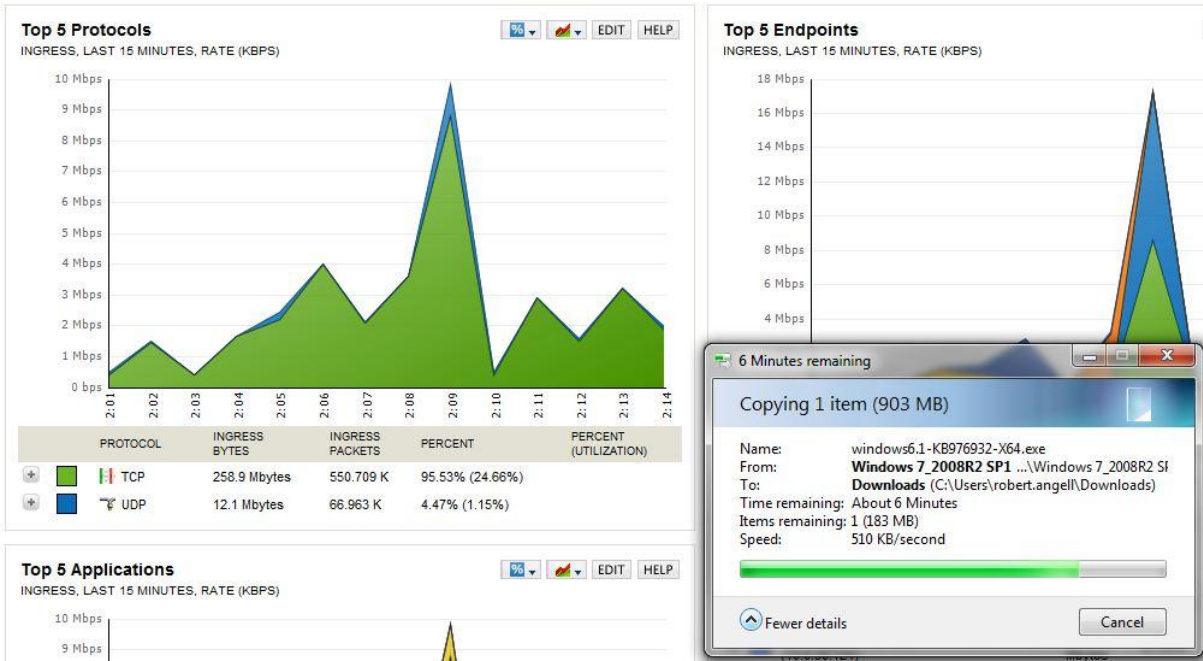 Top 5 Protocols
% EDIT HELP
INGRESS, LAST 15 MINUTES, RATE (KBPS)
10 Mbps
9 Mbps
8 Mbps
7 Mbps
6 Mbps
5 Mbps
4 Mbps
3 Mbps
2 Mbps
1 Mbps
0 bps
2:01 2:02 2:03 2:04 2:05 2:06 2:07 2:08 2:09 2:10 2:11 2:12 2:13 2:14
PROTOCOL INGRESS BYTES INGRESS PACKETS PERCENT PERCENT (UTILIZATION)
TCP 258.9 Mbytes 550.709 K 95.53% (24.66%)
UDP 12.1 Mbytes 66.963 K 4.47% (1.15%)
Top 5 Applications
% EDIT HELP
INGRESS, LAST 15 MINUTES, RATE (KBPS)
10 Mbps
9 Mbps
Top 5 Endpoints
INGRESS, LAST 15 MINUTES, RATE (KBPS)
18 Mbps
16 Mbps
14 Mbps
12 Mbps
10 Mbps
8 Mbps
6 Mbps
4 Mbps
6 Minutes remaining
Copying 1 item (903 MB)
Name: windows6.1-KB976932-X64.exe
From: Windows 7_2008R2 SP1 ...\Windows 7_2008R2 SF
To: Downloads (C:\Users\robert.angell\Downloads)
Time remaining: About 6 Minutes
Items remaining: 1 (183 MB)
Speed: 510 KB/second
Fewer details
Cancel